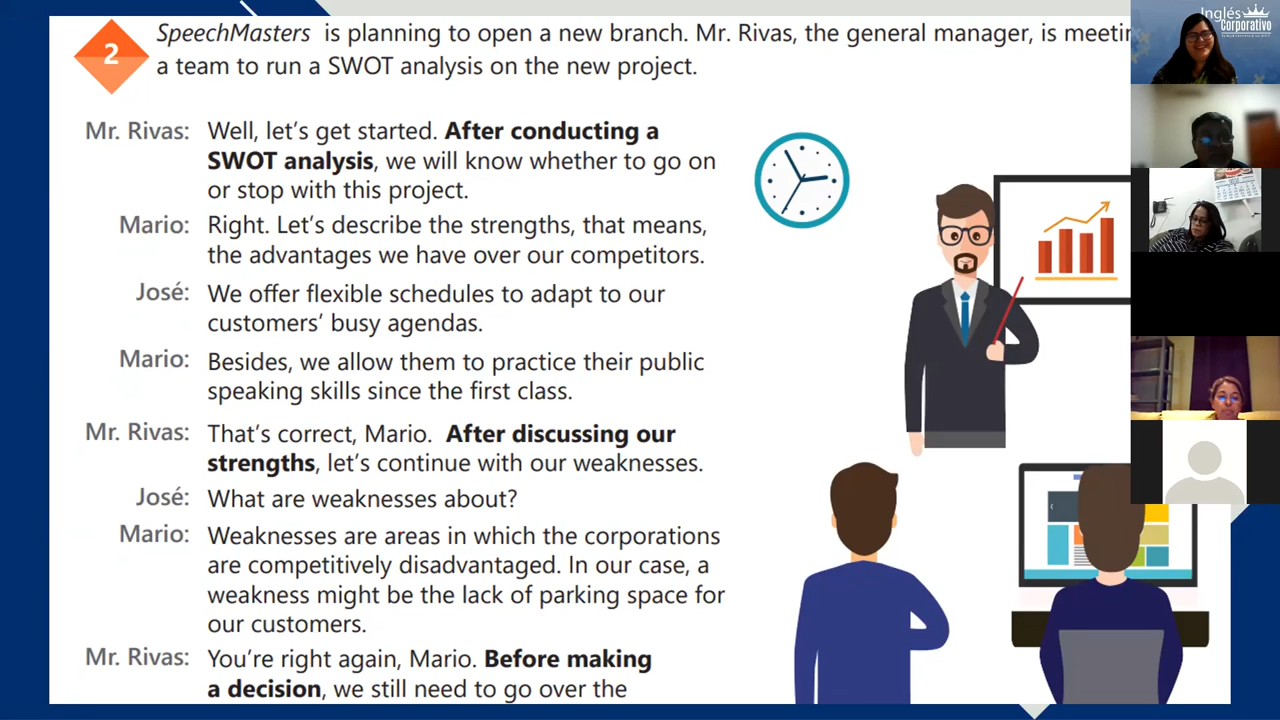 SpeechMasters is planning to open a new branch. Mr. Rivas, the general manager, is
a team to run a SWOT analysis on the new project.
2
Mr. Rivas: Well, let's get started. After conducting a
SWOT analysis, we will know whether to go on
or stop with this project.
Mario: Right. Let's describe the strengths, that means,
the advantages we have over our competitors.
José: We offer flexible schedules to adapt to our
customers' busy agendas.
Mario: Besides, we allow them to practice their public
speaking skills since the first class.
Mr. Rivas: That's correct, Mario. After discussing our
strengths, let's continue with our weaknesses.
José: What are weaknesses about?
Mario: Weaknesses are areas in which the corporations
are competitively disadvantaged. In our case, a
weakness might be the lack of parking space for
our customers.
Mr. Rivas: You're right again, Mario. Before making
a decision, we still need to go over the
Inglés
Corporativo